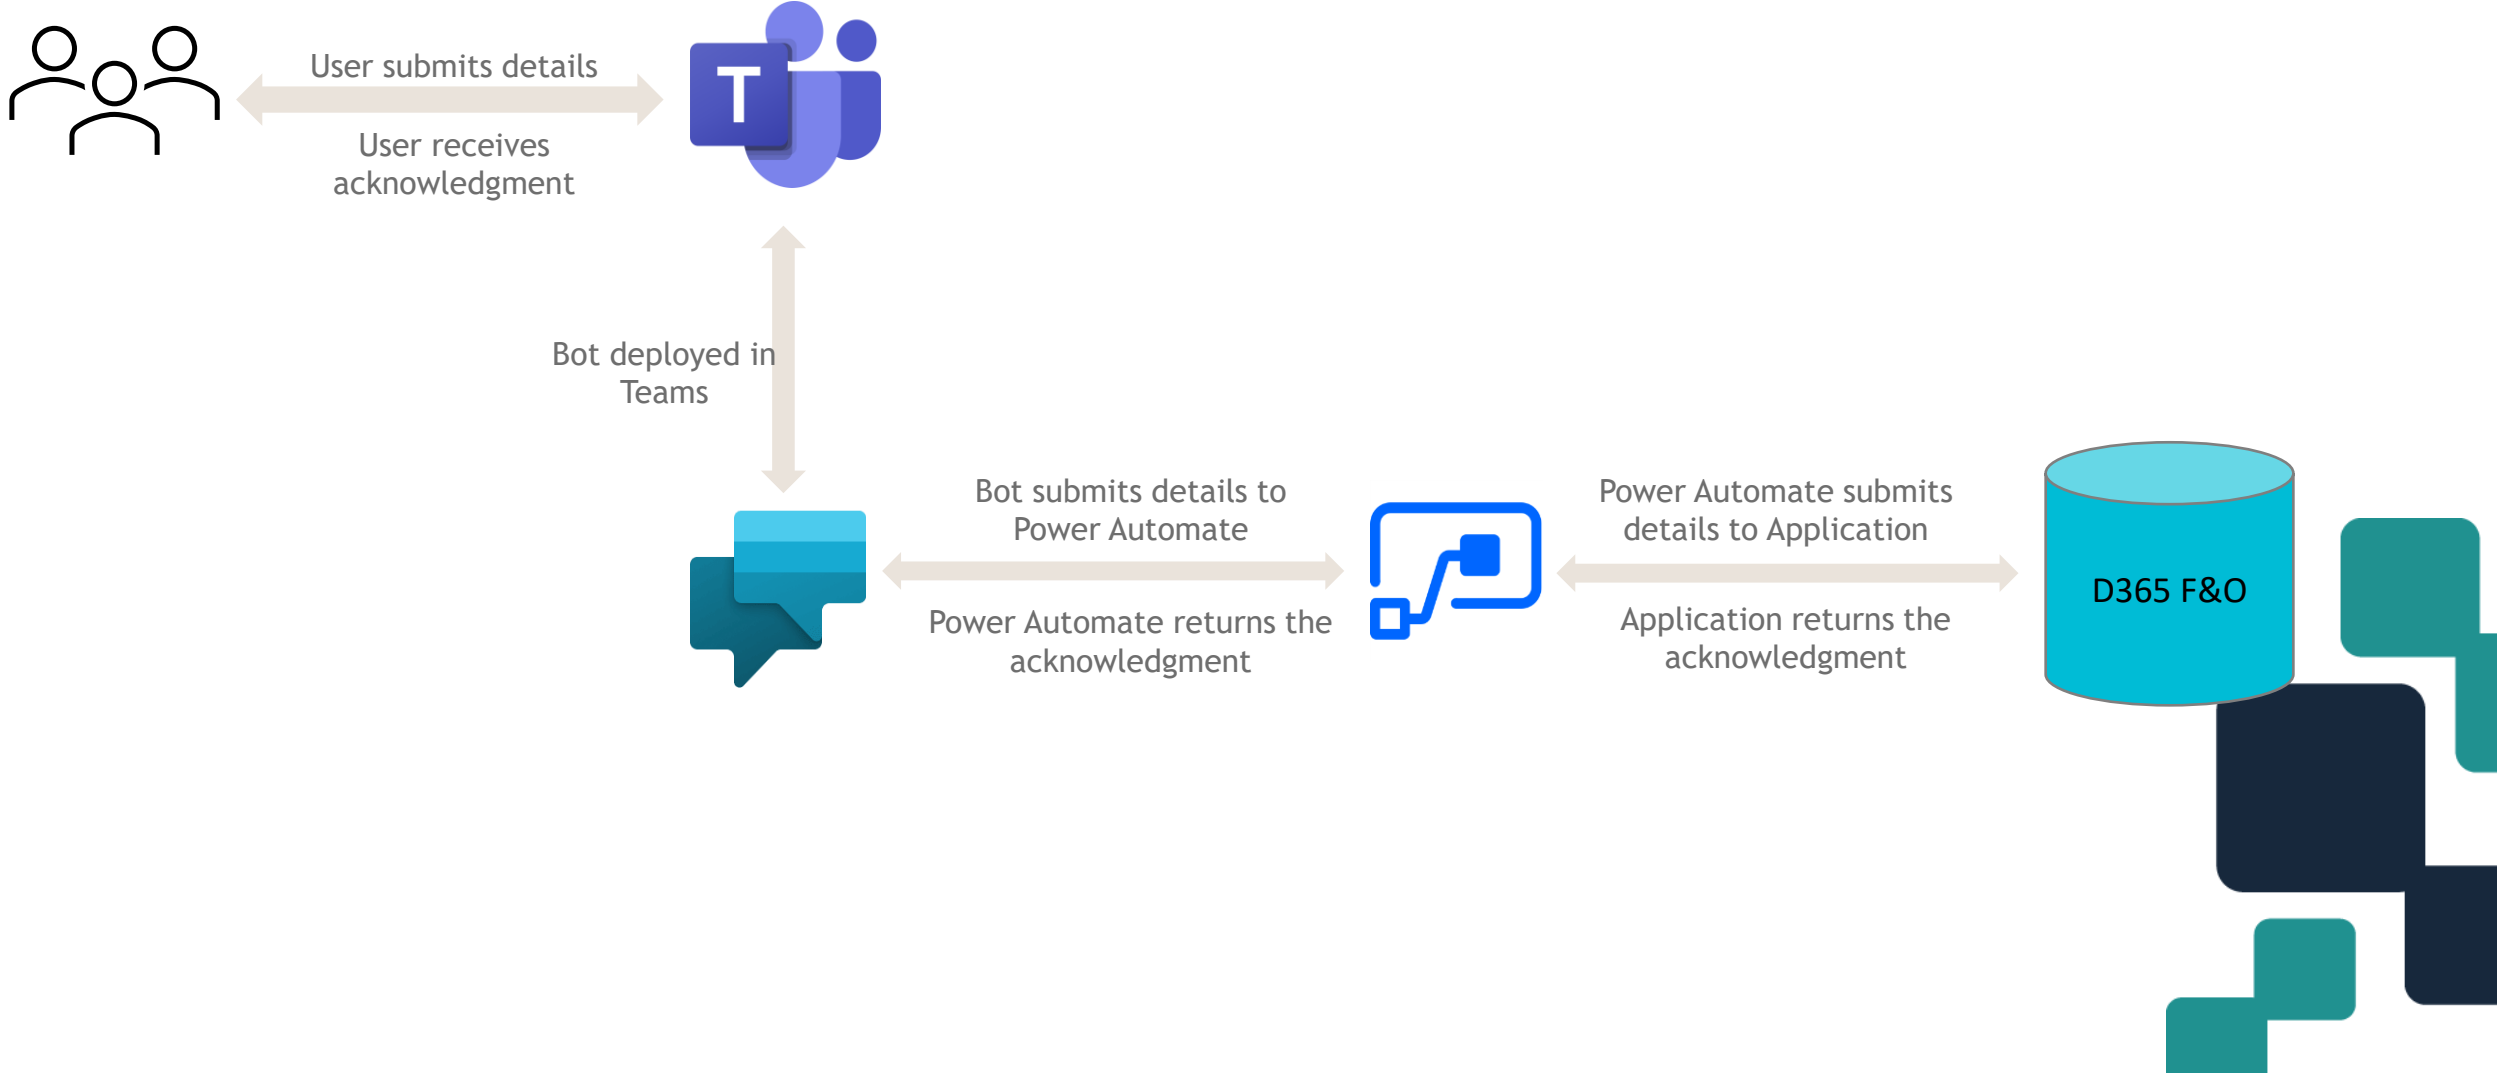 User submits details
User receives
acknowledgment
T
Bot deployed in
Teams
Bot submits details to
Power Automate
Power Automate returns the
acknowledgment
Power Automate submits
details to Application
Application returns the
acknowledgment
D365 F&O